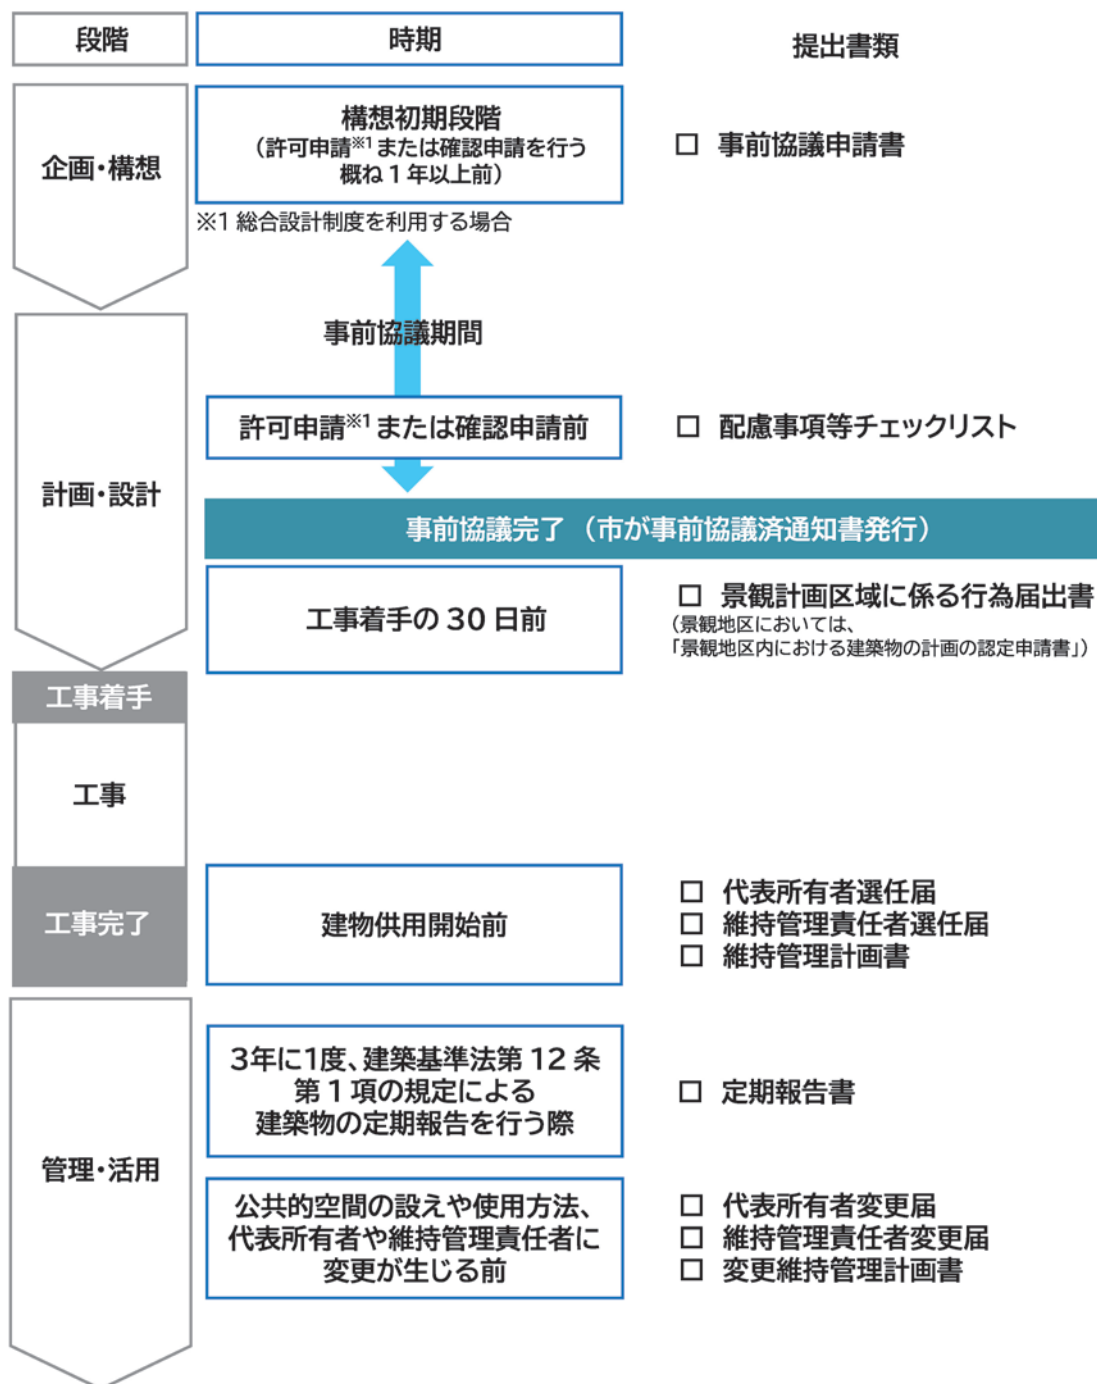 段階
時期
提出書類
企画・構想
構想初期段階
（許可申請※1または確認申請を行う
概ね1年以上前）
□ 事前協議申請書
※1 総合設計制度を利用する場合
事前協議期間
計画・設計
許可申請※1または確認申請前
□ 配慮事項等チェックリスト
事前協議完了（市が事前協議済通知書発行）
工事着手の 30 日前
□ 景観計画区域に係る行為届出書
（景観地区においては、
「景観地区内における建築物の計画の認定申請書」）
工事着手
工事
工事完了
建物供用開始前
□ 代表所有者選任届
□ 維持管理責任者選任届
□ 維持管理計画書
管理・活用
3年に1度、建築基準法第 12 条
第 1 項の規定による
建築物の定期報告を行う際
□ 定期報告書
公共的空間の設えや使用方法、
代表所有者や維持管理責任者に
変更が生じる前
□ 代表所有者変更届
□ 維持管理責任者変更届
□ 変更維持管理計画書